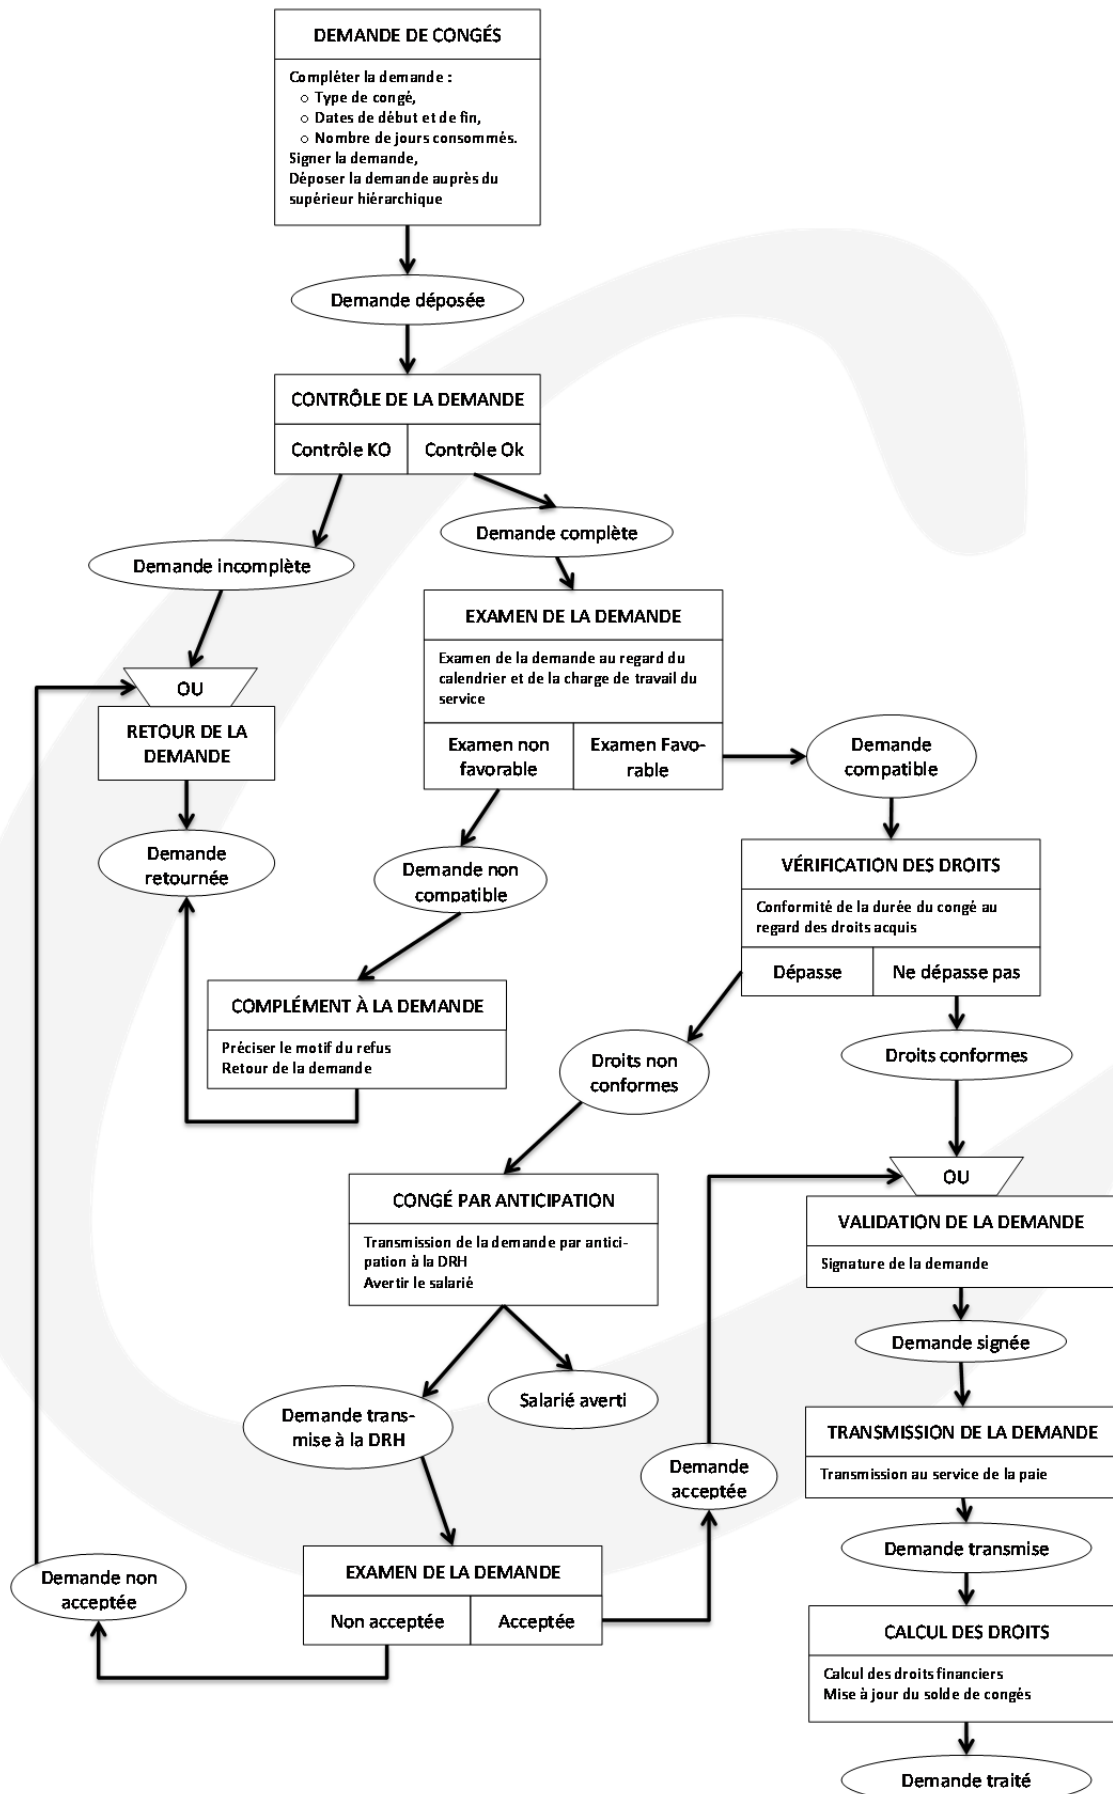 DEMANDE DE CONGÉS
Compléter la demande :
○ Type de congé,
○ Dates de début et de fin,
○ Nombre de jours consommés.
Signer la demande,
Déposer la demande auprès du
supérieur hiérarchique
Demande déposée
CONTRÔLE DE LA DEMANDE
Contrôle KO
Contrôle Ok
Demande complète
Demande incomplète
EXAMEN DE LA DEMANDE
Examen de la demande au regard du
calendrier et de la charge de travail du
service
Examen non
favorable
Examen Favo-
rable
OU
RETOUR DE LA
DEMANDE
Demande
compatible
Demande
retournée
Demande non
compatible
VÉRIFICATION DES DROITS
Conformité de la durée du congé au
regard des droits acquis
Dépasse
Ne dépasse pas
COMPLÉMENT À LA DEMANDE
Préciser le motif du refus
Retour de la demande
Droits non
conformes
Droits conformes
CONGÉ PAR ANTICIPATION
Transmission de la demande par antici-
pation à la DRH
Avertir le salarié
OU
VALIDATION DE LA DEMANDE
Signature de la demande
Demande signée
Salarié averti
Demande trans-
mise à la DRH
TRANSMISSION DE LA DEMANDE
Transmission au service de la paie
Demande
acceptée
Demande transmise
EXAMEN DE LA DEMANDE
Non acceptée
Acceptée
Demande non
acceptée
CALCUL DES DROITS
Calcul des droits financiers
Mise à jour du solde de congés
Demande traité